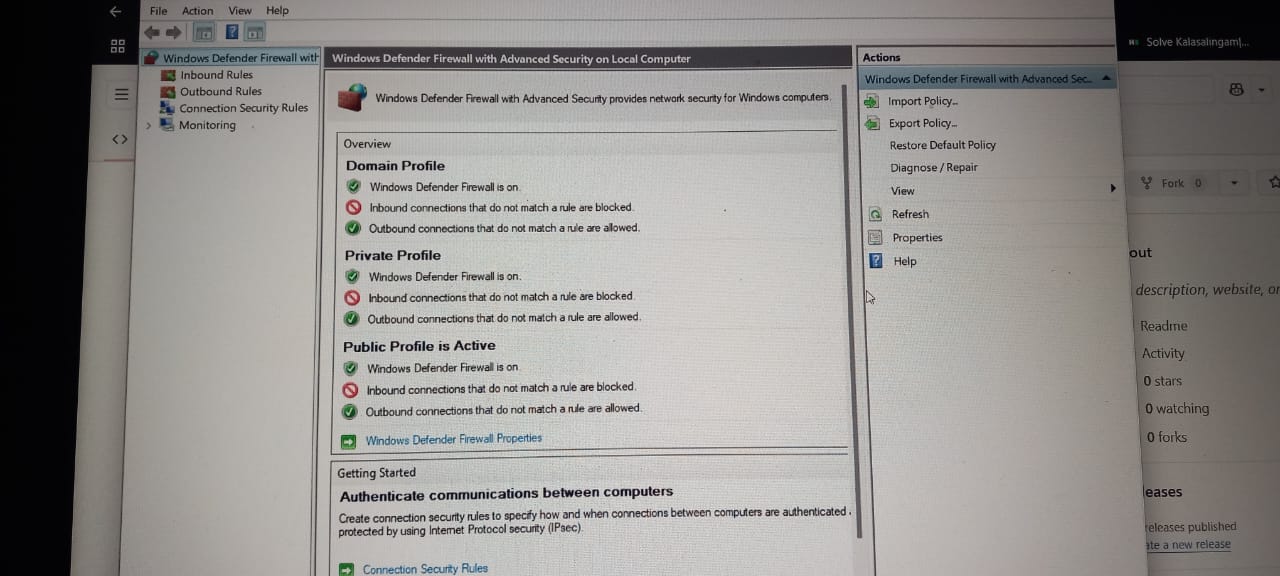 File Action View Help
Windows Defender Firewall with
Inbound Rules
Outbound Rules
Connection Security Rules
Monitoring
Windows Defender Firewall with Advanced Security on Local Computer
Windows Defender Firewall with Advanced Security provides network security for Windows computers.
Overview
Domain Profile
Windows Defender Firewall is on.
Inbound connections that do not match a rule are blocked.
Outbound connections that do not match a rule are allowed.
Private Profile
Windows Defender Firewall is on.
Inbound connections that do not match a rule are blocked.
Outbound connections that do not match a rule are allowed.
Public Profile is Active
Windows Defender Firewall is on.
Inbound connections that do not match a rule are blocked.
Outbound connections that do not match a rule are allowed.
Windows Defender Firewall Properties
Getting Started
Authenticate communications between computers
Create connection security rules to specify how and when connections between computers are authenticated
protected by using Internet Protocol security (IPsec).
Connection Security Rules
Actions
Windows Defender Firewall with Advanced Sec...
Import Policy...
Export Policy...
Restore Default Policy
Diagnose / Repair
View
Refresh
Properties
Help
Solve Kalasalingam|...
Fork 0
out
description, website, or
Readme
Activity
0 stars
0 watching
0 forks
eases
releases published
ate a new release